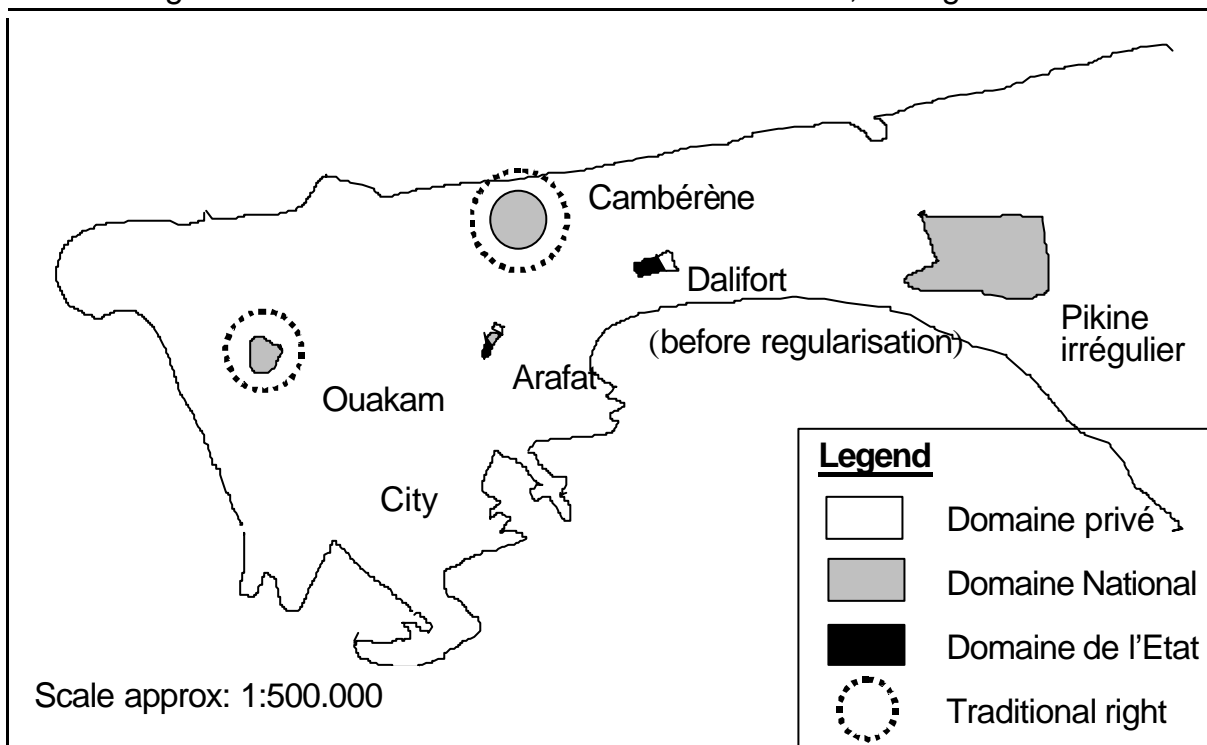 Cambérène
Dalifort
(before regularisation)
Pikine
irrégulier
Arafat
Ouakam
City
Legend
Domaine privé
Domaine National
Domaine de l'Etat
Traditional right
Scale approx: 1:500.000